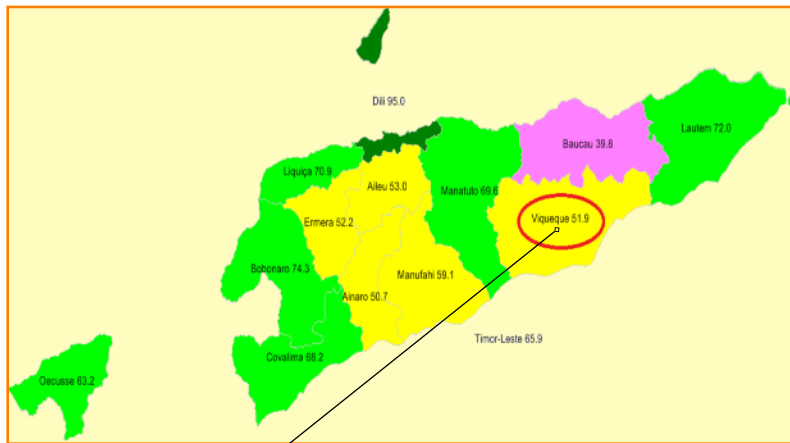 Dili 95.0
Lautem 72.0
Baucau 39.8
Liquiça 70.9
Aileu 53.0
Manatuto 69.6
Ermera 52.2
Viqueque 51.9
Bobonaro 74.3
Manufahi 59.1
Ainaro 50.7
Timor-Leste 65.9
Covalima 68.2
Oecusse 63.2